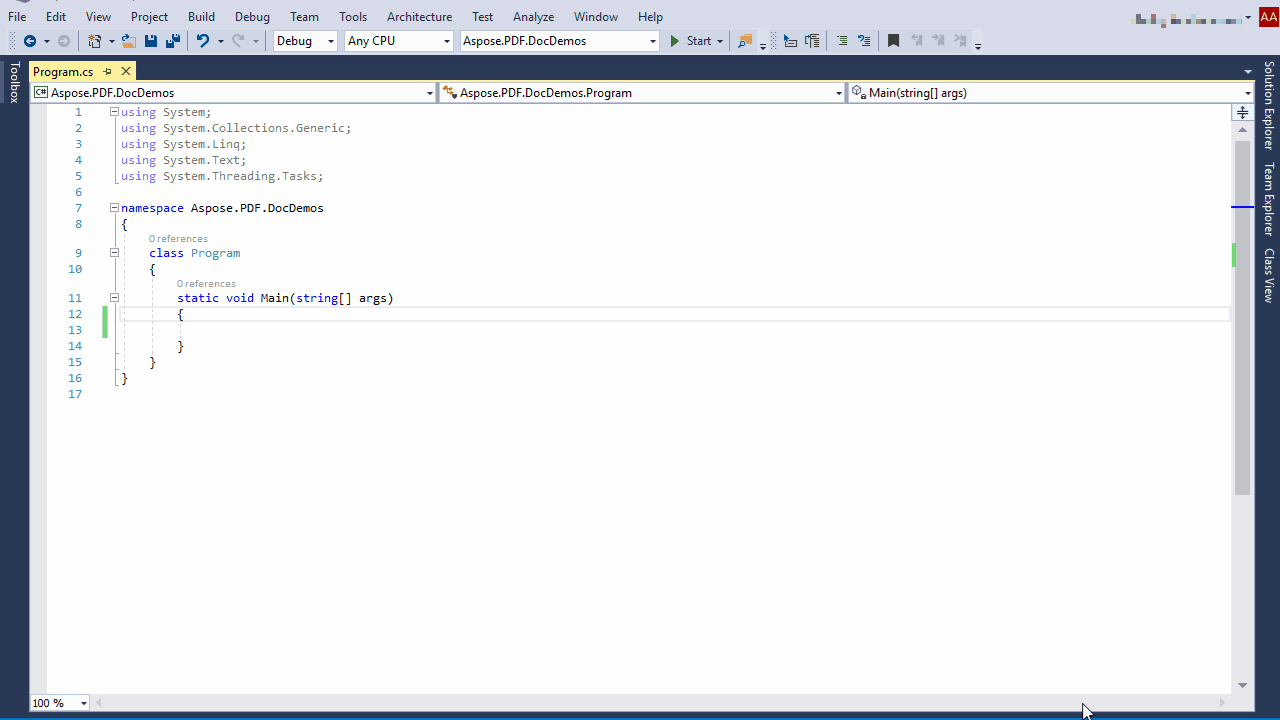 File Edit View Project Build Debug Team Tools Architecture Test Analyze Window Help
AA
Debug Any CPU Aspose.PDF.DocDemos Start
Toolbox
Program.cs
C# Aspose.PDF.DocDemos Aspose.PDF.DocDemos.Program Main(string[] args)
1 using System;
2 using System.Collections.Generic;
3 using System.Linq;
4 using System.Text;
5 using System.Threading.Tasks;
6
7 namespace Aspose.PDF.DocDemos
8 {
0 references
9 class Program
10 {
0 references
11 static void Main(string[] args)
12 {
13
14 }
15 }
16 }
17
100 %
Solution Explorer
Team Explorer
Class View